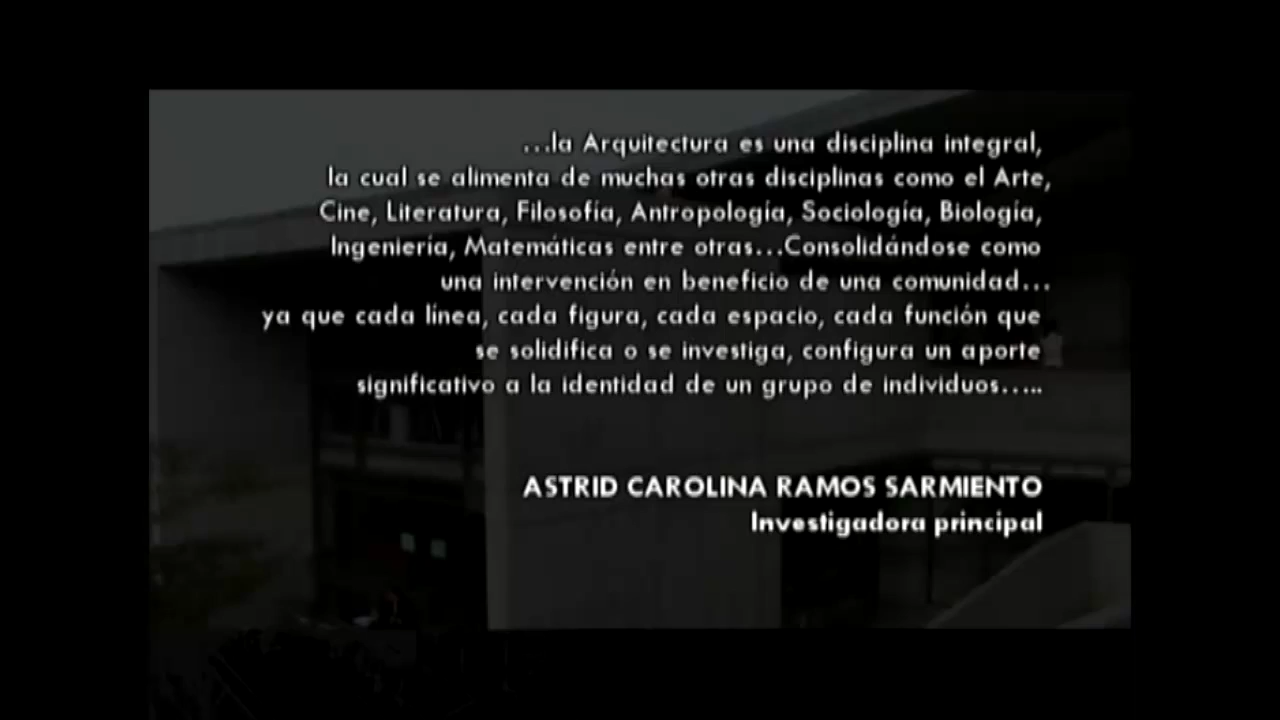 ...la Arquitectura es una disciplina integral,
la cual se alimenta de muchas otras disciplinas como el Arte,
Cine, Literatura, Filosofía, Antropología, Sociología, Biología,
Ingeniería, Matemáticas entre otras...Consolidándose como
una intervención en beneficio de una comunidad...
ya que cada línea, cada figura, cada espacio, cada función que
se solidifica o se investiga, configura un aporte
significativo a la identidad de un grupo de individuos.....
ASTRID CAROLINA RAMOS SARMIENTO
Investigadora principal